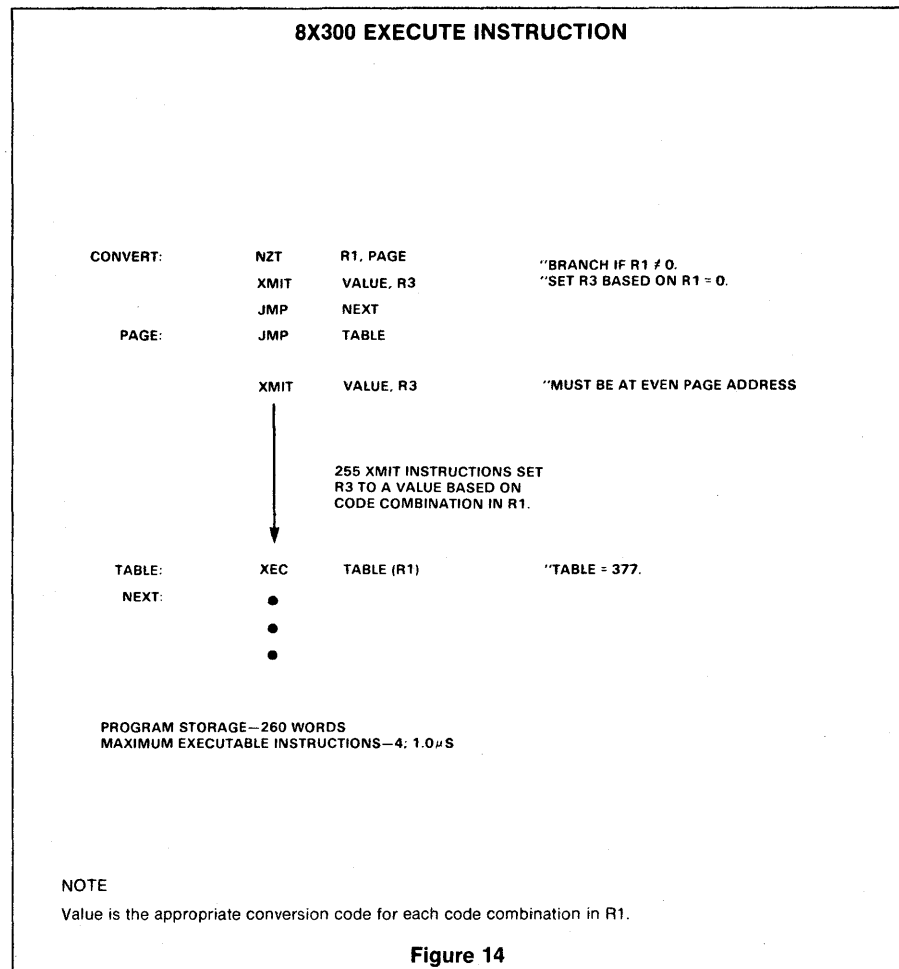 8X300 EXECUTE INSTRUCTION
CONVERT: NZT R1, PAGE "BRANCH IF R1 ≠ 0.
XMIT VALUE, R3 "SET R3 BASED ON R1 = 0.
JMP NEXT
PAGE: JMP TABLE
XMIT VALUE, R3 "MUST BE AT EVEN PAGE ADDRESS
255 XMIT INSTRUCTIONS SET
R3 TO A VALUE BASED ON
CODE COMBINATION IN R1.
TABLE: XEC TABLE (R1) "TABLE = 377.
NEXT:
PROGRAM STORAGE—260 WORDS
MAXIMUM EXECUTABLE INSTRUCTIONS—4; 1.0μS
NOTE
Value is the appropriate conversion code for each code combination in R1.
Figure 14